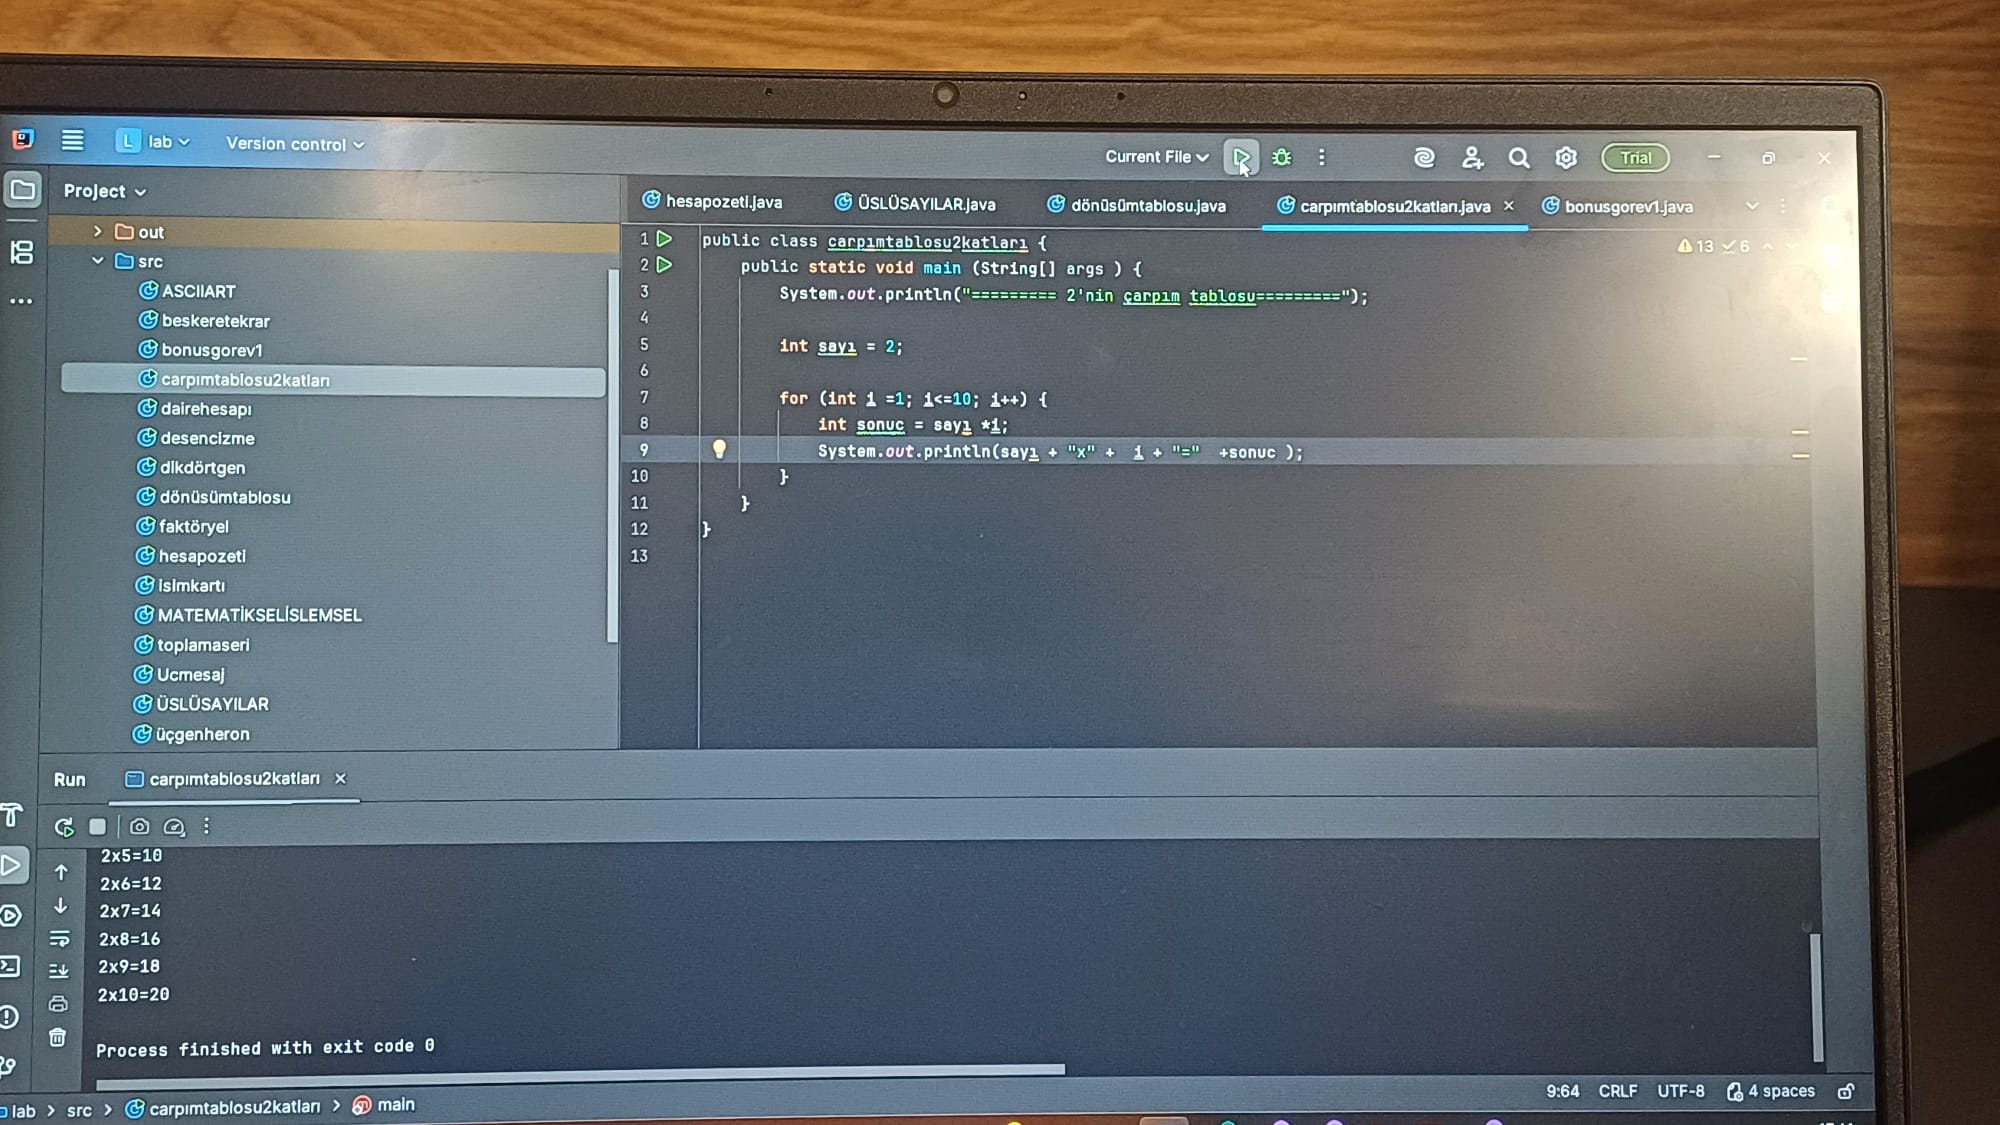 L lab Version control Current File Trial
Project
hesapozeti.java ÜSLÜSAYILAR.java dönüsümtablosu.java carpımtablosu2katları.java bonusgorev1.java
out
src
ASCIIART
beskeretekrar
bonusgorev1
carpımtablosu2katları
dairehesapı
desencizme
dikdörtgen
dönüsümtablosu
faktöryel
hesapozeti
isimkartı
MATEMATİKSELİSLEMSEL
toplamaseri
Ucmesaj
ÜSLÜSAYILAR
üçgenheron
13 6
1 public class carpımtablosu2katları {
2 public static void main (String[] args ) {
3 System.out.println("========= 2'nin çarpım tablosu=========");
4
5 int sayı = 2;
6
7 for (int i =1; i<=10; i++) {
8 int sonuc = sayı *i;
9 System.out.println(sayı + "x" + i + "=" +sonuc );
10 }
11 }
12 }
13
Run carpımtablosu2katları
2x5=10
2x6=12
2x7=14
2x8=16
2x9=18
2x10=20
Process finished with exit code 0
lab > src > carpımtablosu2katları > main
9:64 CRLF UTF-8 4 spaces